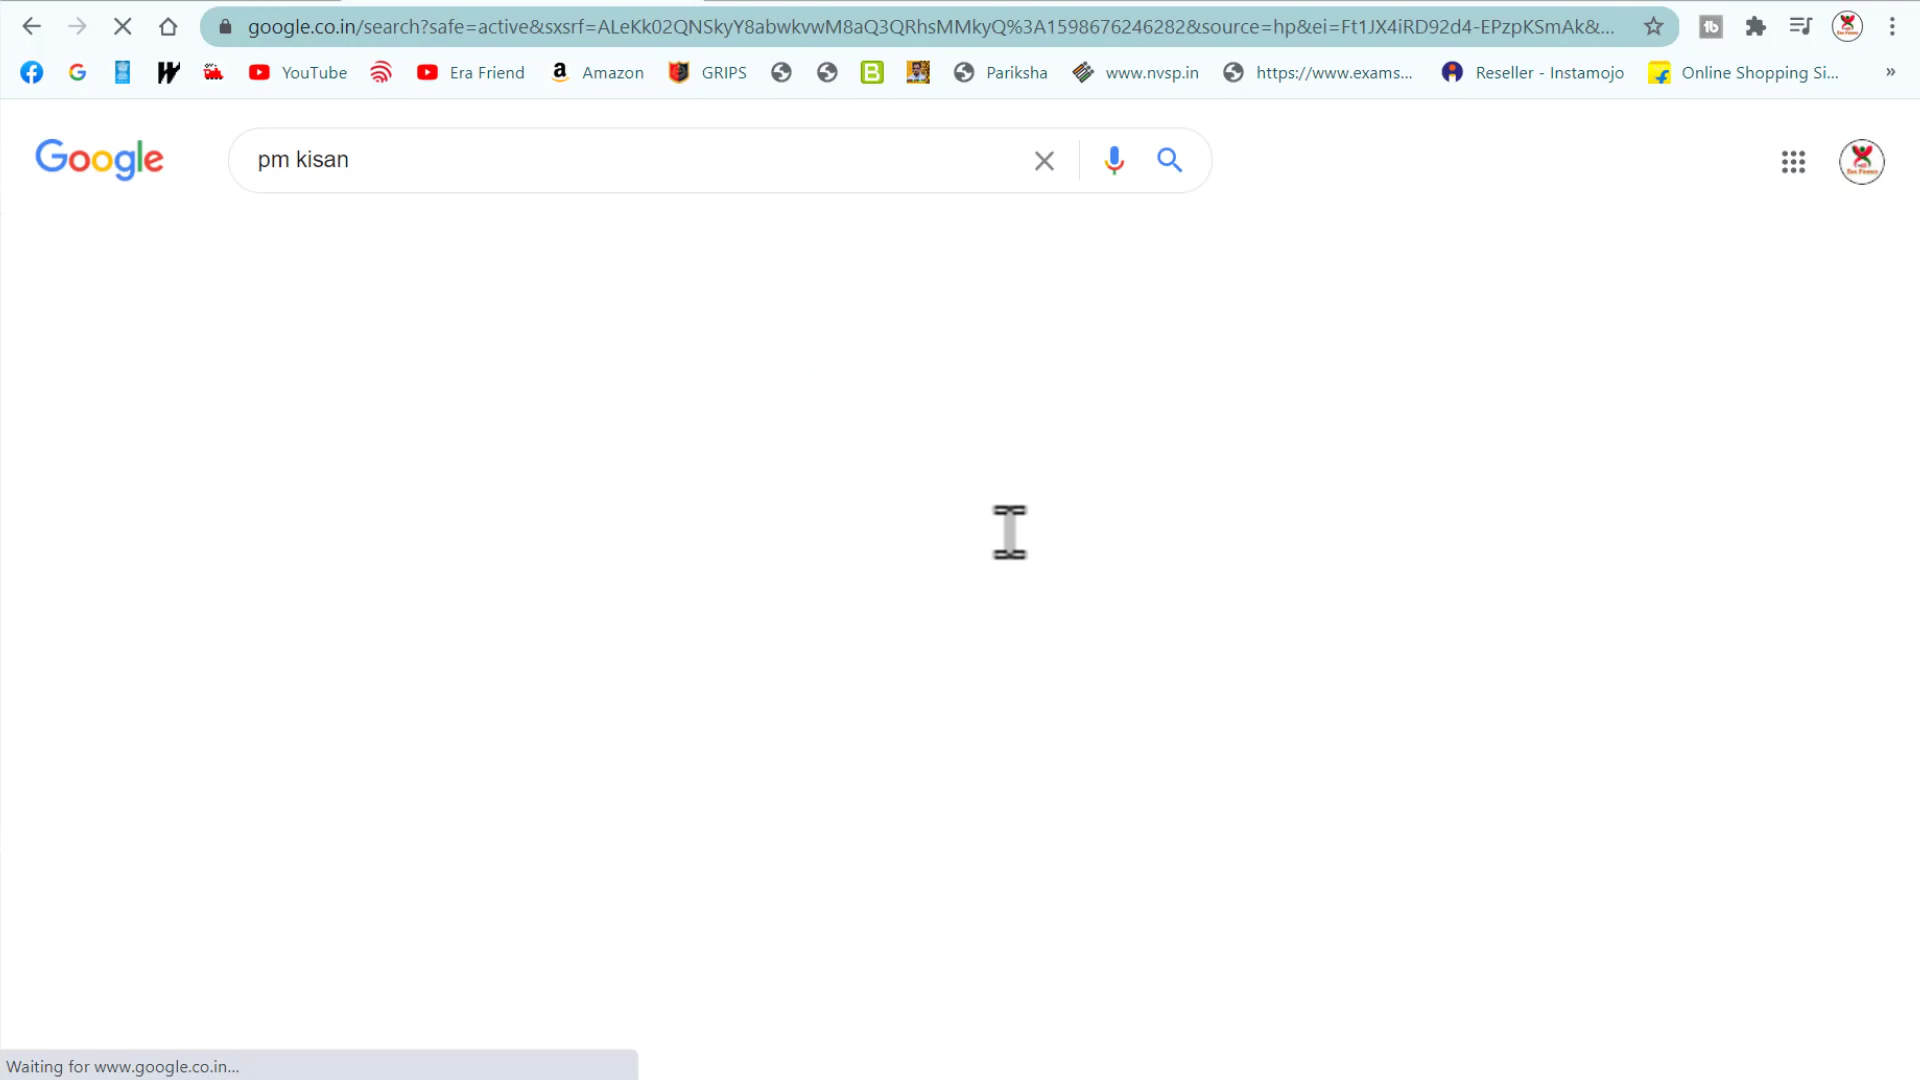 google.co.in/search?safe=active&sxsrf=ALeKk02QNSkyY8abwkvwM8aQ3QRhsMMkyQ%3A1598676246282&source=hp&ei=Ft1JX4iRD92d4-EPzpKSmAk&...
YouTube Era Friend a Amazon GRIPS B Pariksha www.nvsp.in https://www.exams... Reseller - Instamojo Online Shopping Si... »
Google pm kisan
Waiting for www.google.co.in...